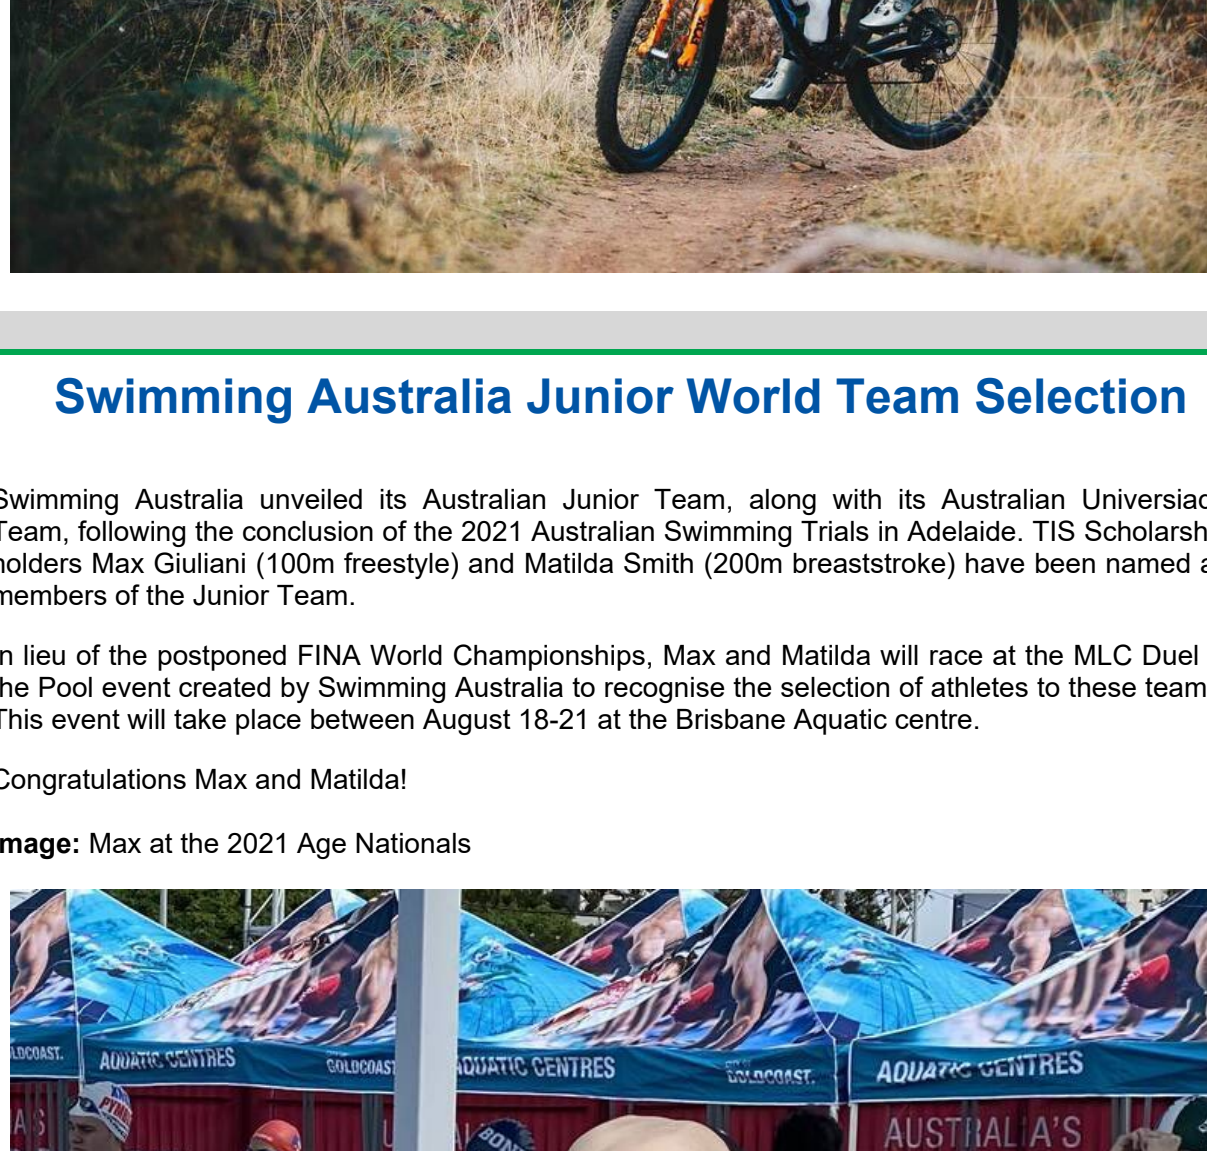 Swimming Australia Junior World Team Selection
Swimming Australia unveiled its Australian Junior Team, along with its Australian Universiad
Team, following the conclusion of the 2021 Australian Swimming Trials in Adelaide. TIS Scholarsh
holders Max Giuliani (100m freestyle) and Matilda Smith (200m breaststroke) have been named a
members of the Junior Team.
n lieu of the postponed FINA World Championships, Max and Matilda will race at the MLC Duel
the Pool event created by Swimming Australia to recognise the selection of athletes to these team
This event will take place between August 18-21 at the Brisbane Aquatic centre.
Congratulations Max and Matilda!
mage: Max at the 2021 Age Nationals
LDCOAST. AQUATIC CENTRES GOLDCOAST AQUATIC CENTRES GOLDCOAST. AQUATIC CENTRES
PYM
BOND
AUSTRALIA'S